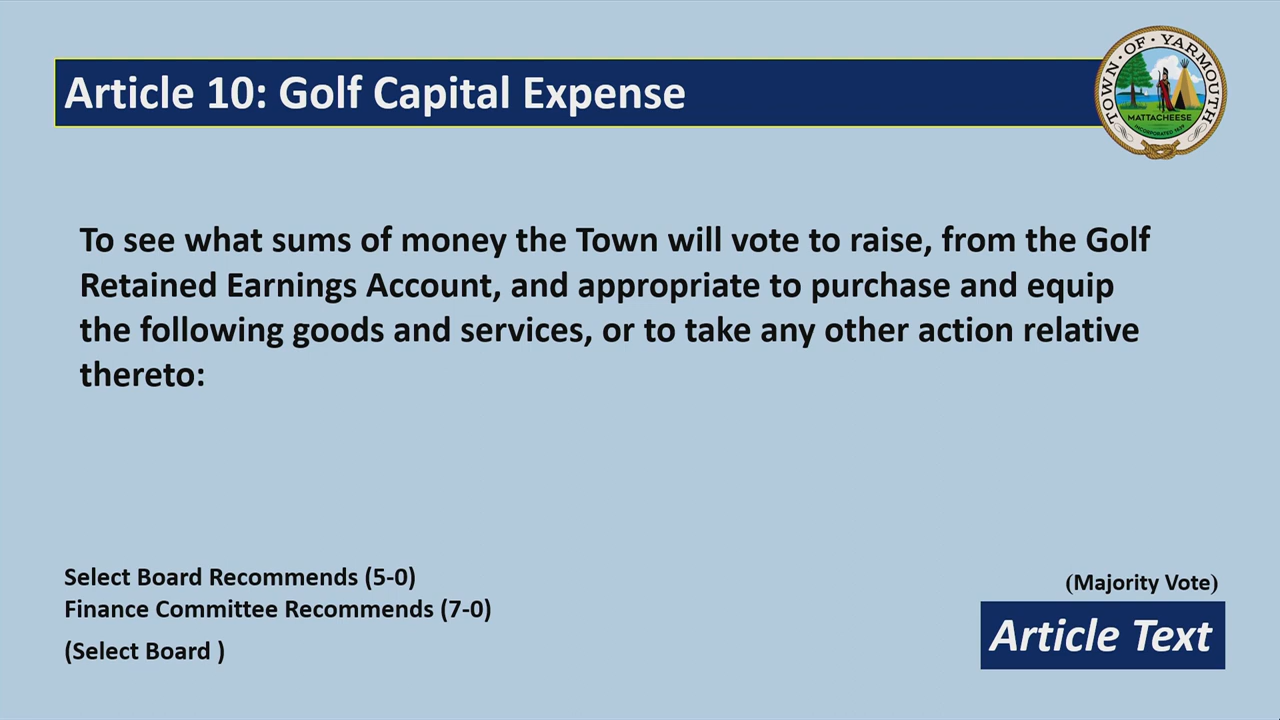 Article 10: Golf Capital Expense
TOWN · OF · YARMOUTH
MATTACHEESE
To see what sums of money the Town will vote to raise, from the Golf
Retained Earnings Account, and appropriate to purchase and equip
the following goods and services, or to take any other action relative
thereto:
Select Board Recommends (5-0)
Finance Committee Recommends (7-0)
(Select Board )
(Majority Vote)
Article Text